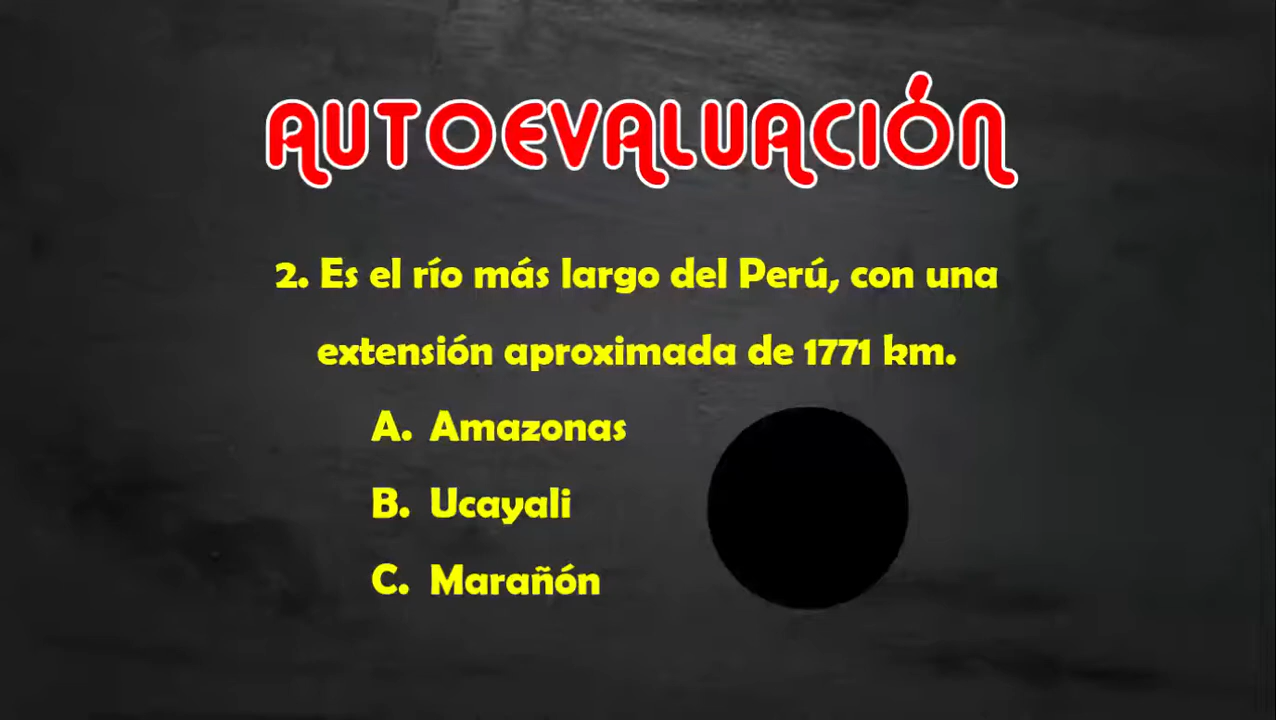 AUTOEVALUACIÓN
2. Es el río más largo del Perú, con una
extensión aproximada de 1771 km.
A. Amazonas
B. Ucayali
C. Marañón